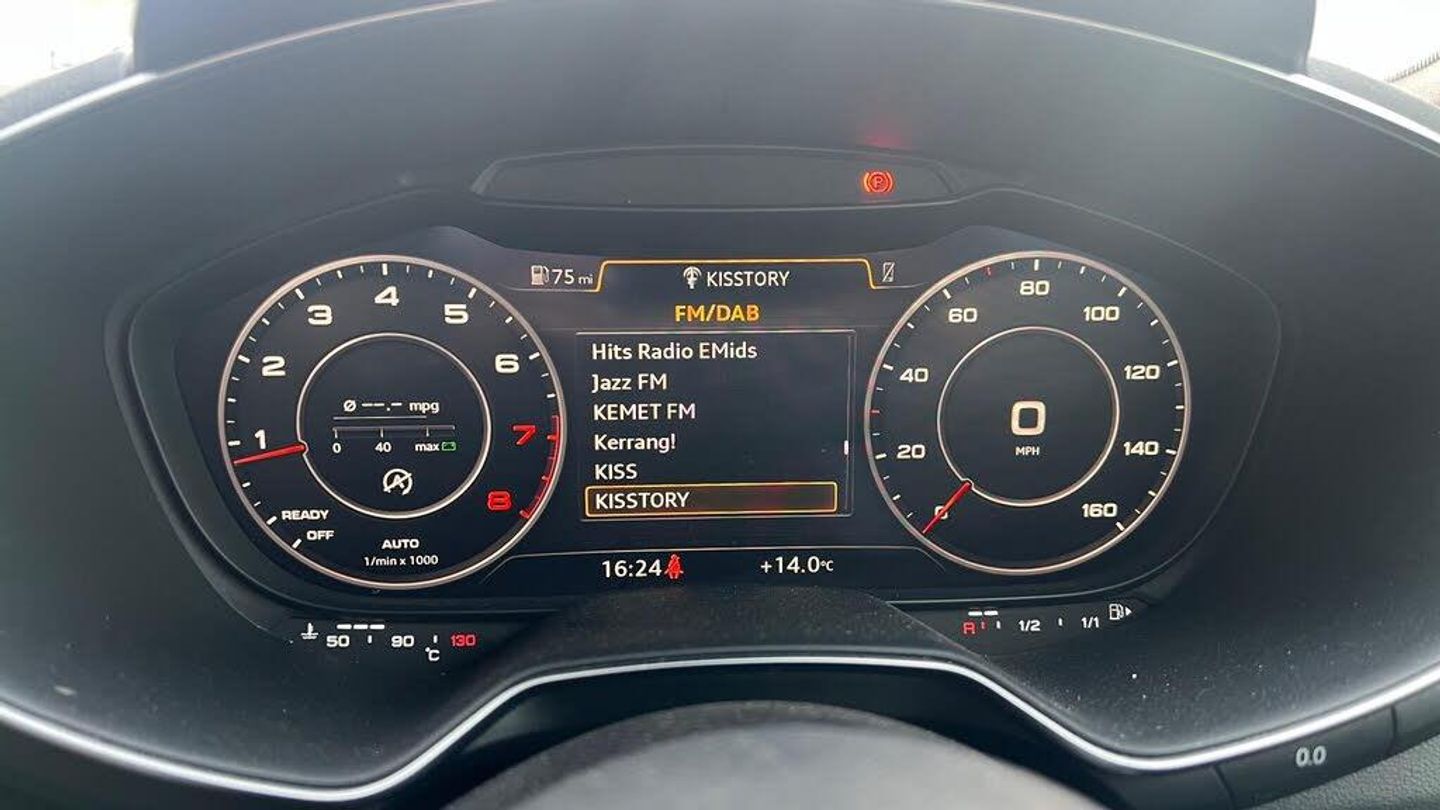 P
75 mi
KISSTORY
FM/DAB
Hits Radio EMids
Jazz FM
KEMET FM
Kerrang!
KISS
KISSTORY
16:24
+14.0°C
1
2
3
4
5
6
7
8
Ø --.- mpg
0 40 max
A
READY
OFF
AUTO
1/min x 1000
0
20
40
60
80
100
120
140
160
0
MPH
50 90 130
°C
R 1/2 1/1
0.0